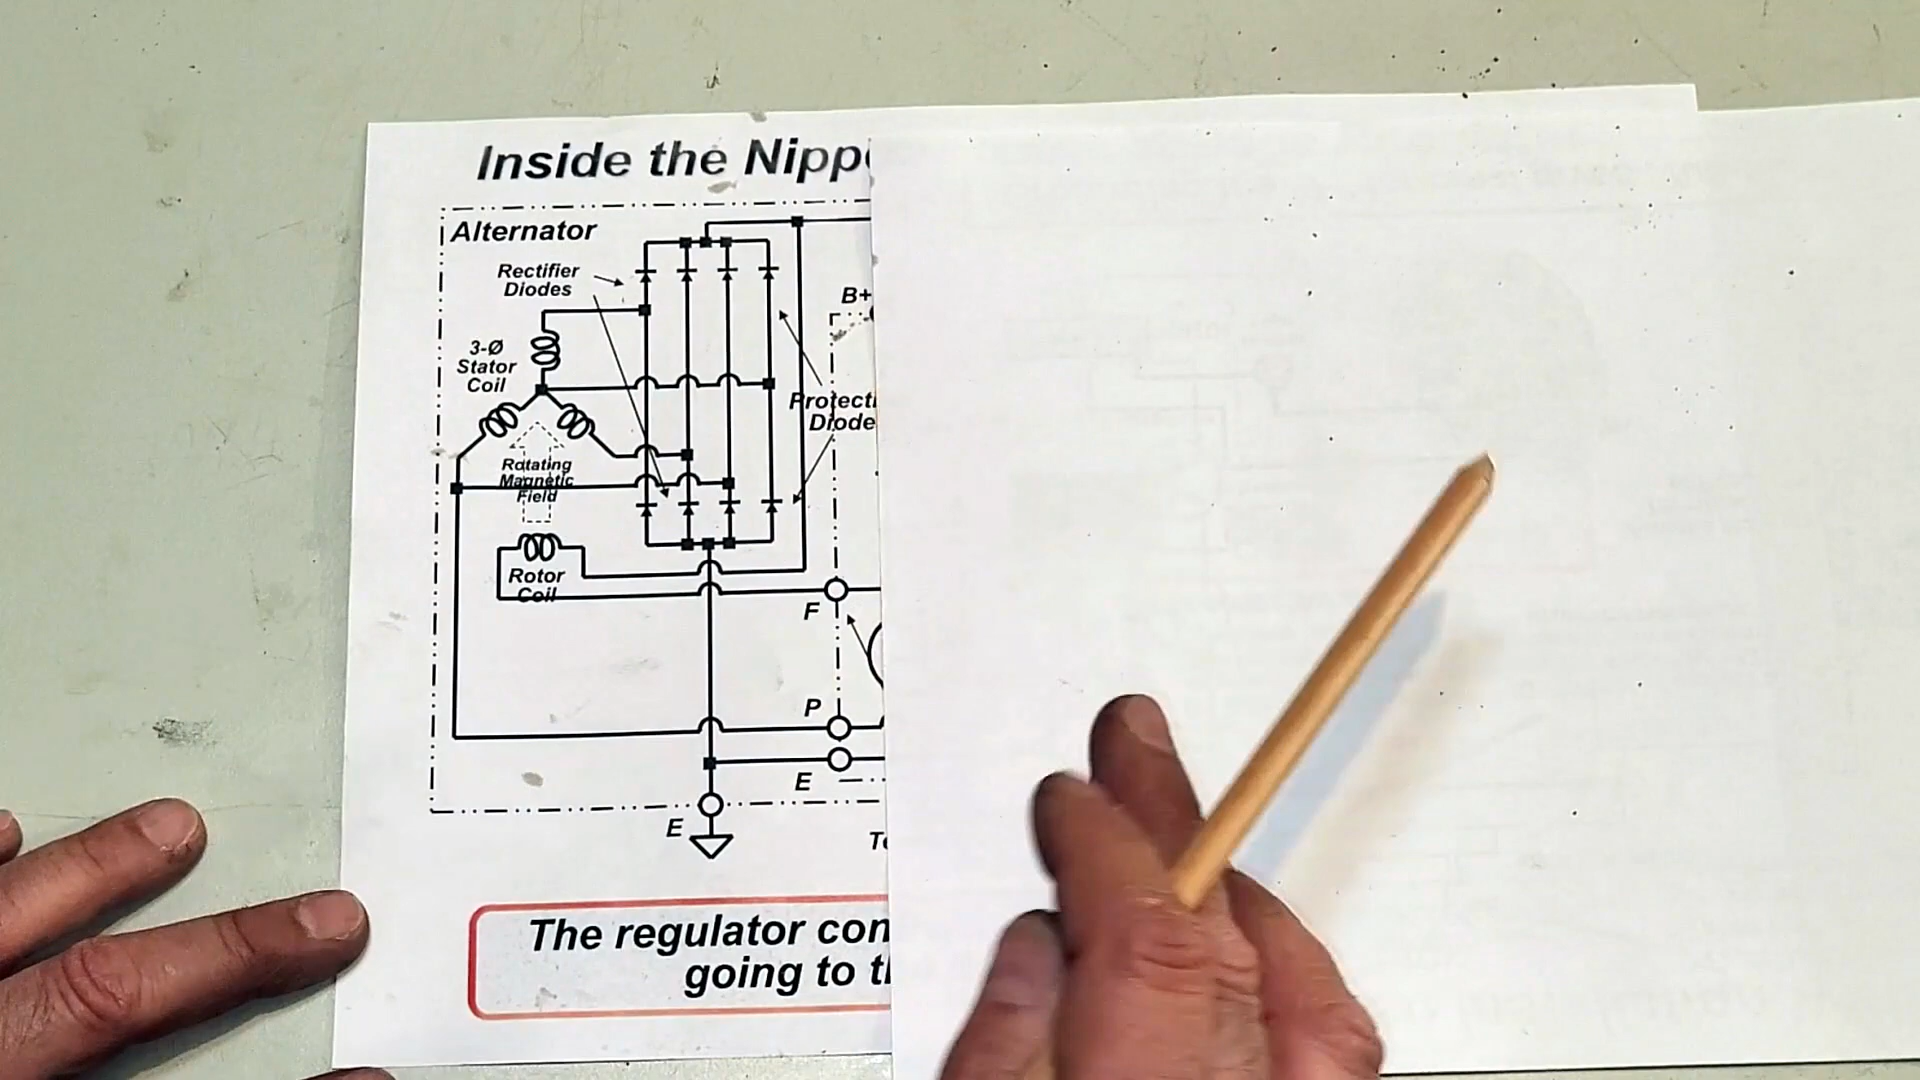 Inside the Nipp
Alternator
Rectifier
Diodes
B+
3-Ø
Stator
Coil
Protecti
Diode
Rotating
Magnetic
Field
Rotor
Coil
F
P
E
E
The regulator con
going to t